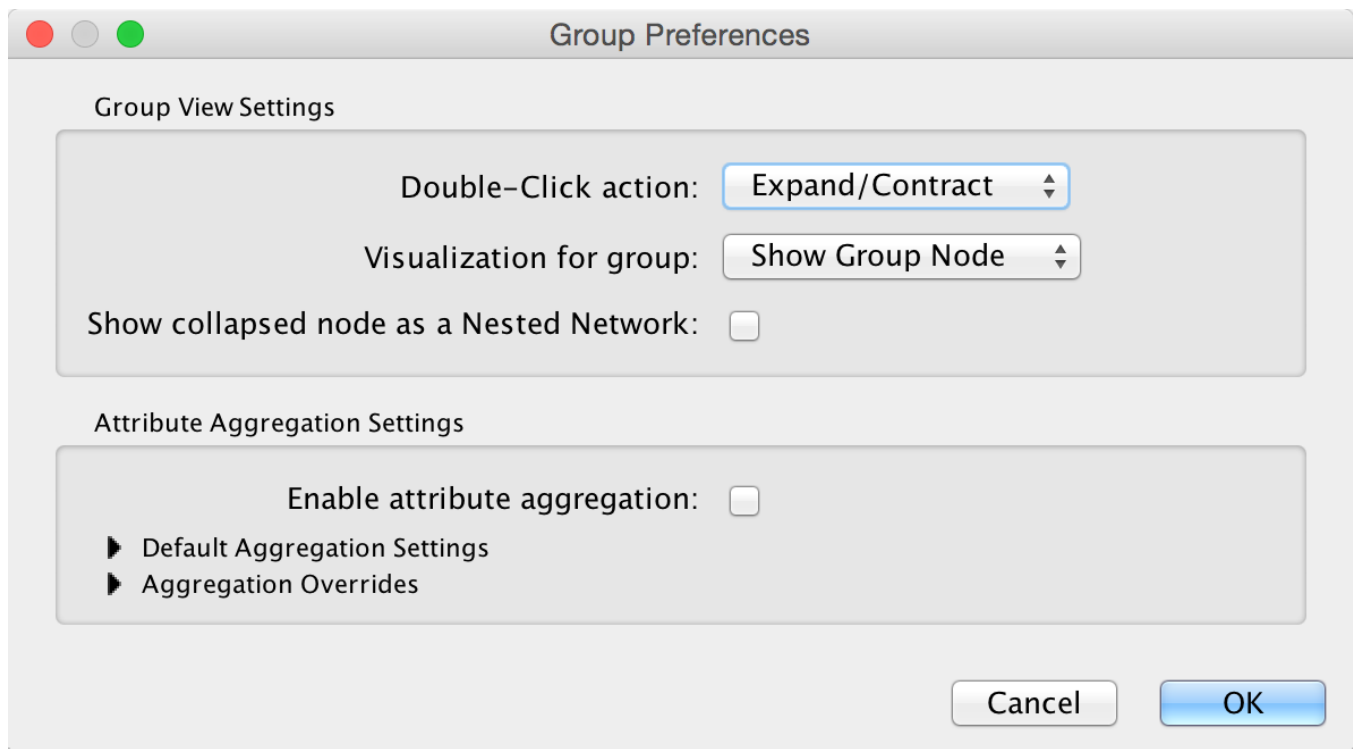 Group Preferences
Group View Settings
Double-Click action: Expand/Contract
Visualization for group: Show Group Node
Show collapsed node as a Nested Network:
Attribute Aggregation Settings
Enable attribute aggregation:
Default Aggregation Settings
Aggregation Overrides
Cancel OK